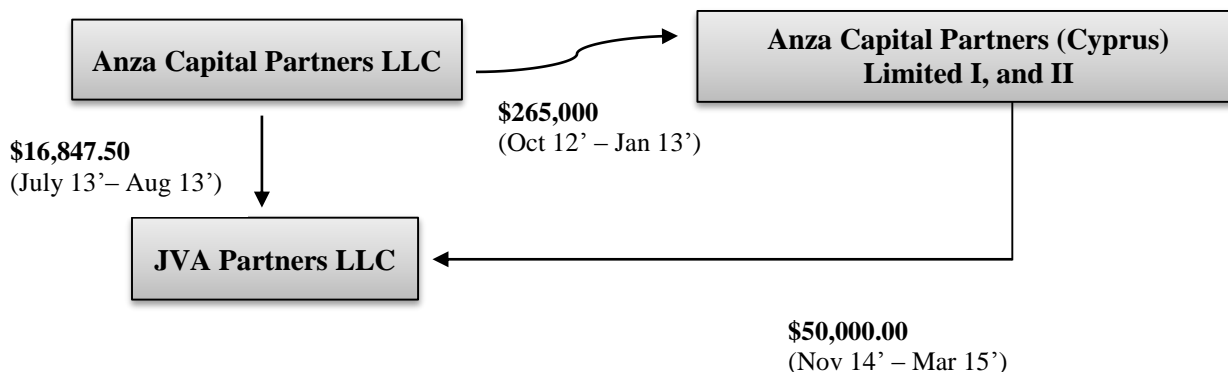 Anza Capital Partners LLC
Anza Capital Partners (Cyprus)
Limited I, and II
$265,000
(Oct 12’ – Jan 13’)
$16,847.50
(July 13’– Aug 13’)
JVA Partners LLC
$50,000.00
(Nov 14’ – Mar 15’)